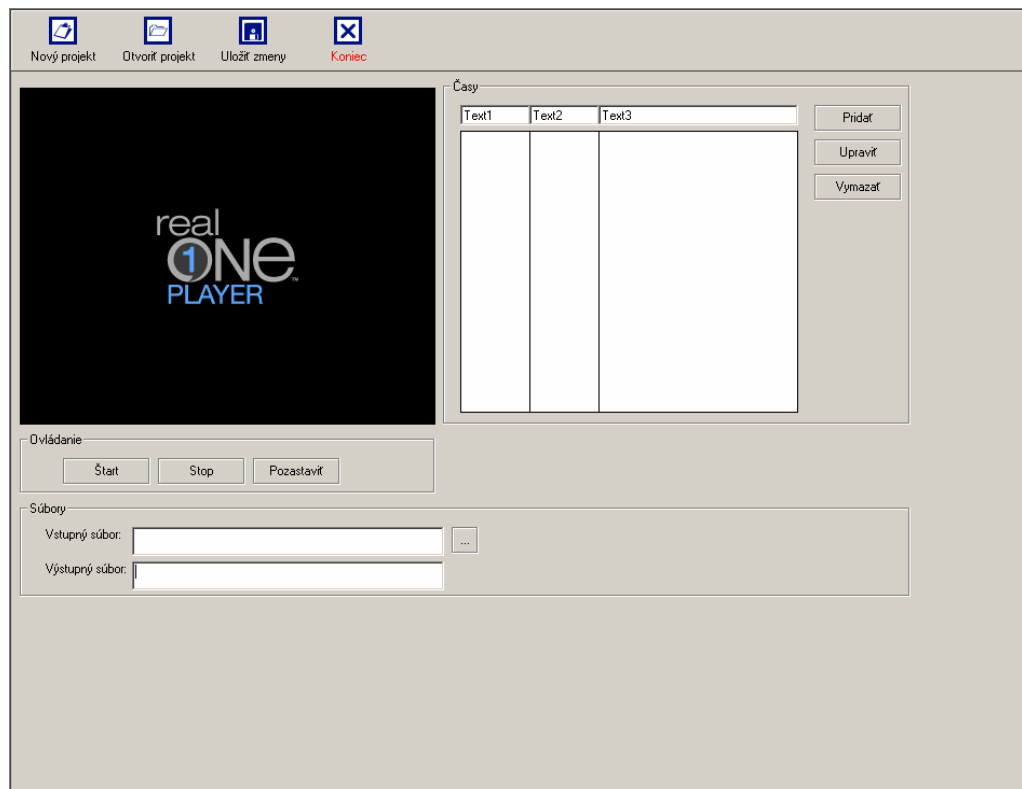 Nový projekt Otvoriť projekt Uložiť zmeny Koniec
real
1 ONE™
PLAYER
Časy
Text1 Text2 Text3
Pridať
Upraviť
Vymazať
Ovládanie
Štart Stop Pozastaviť
Súbory
Vstupný súbor: ...
Výstupný súbor: